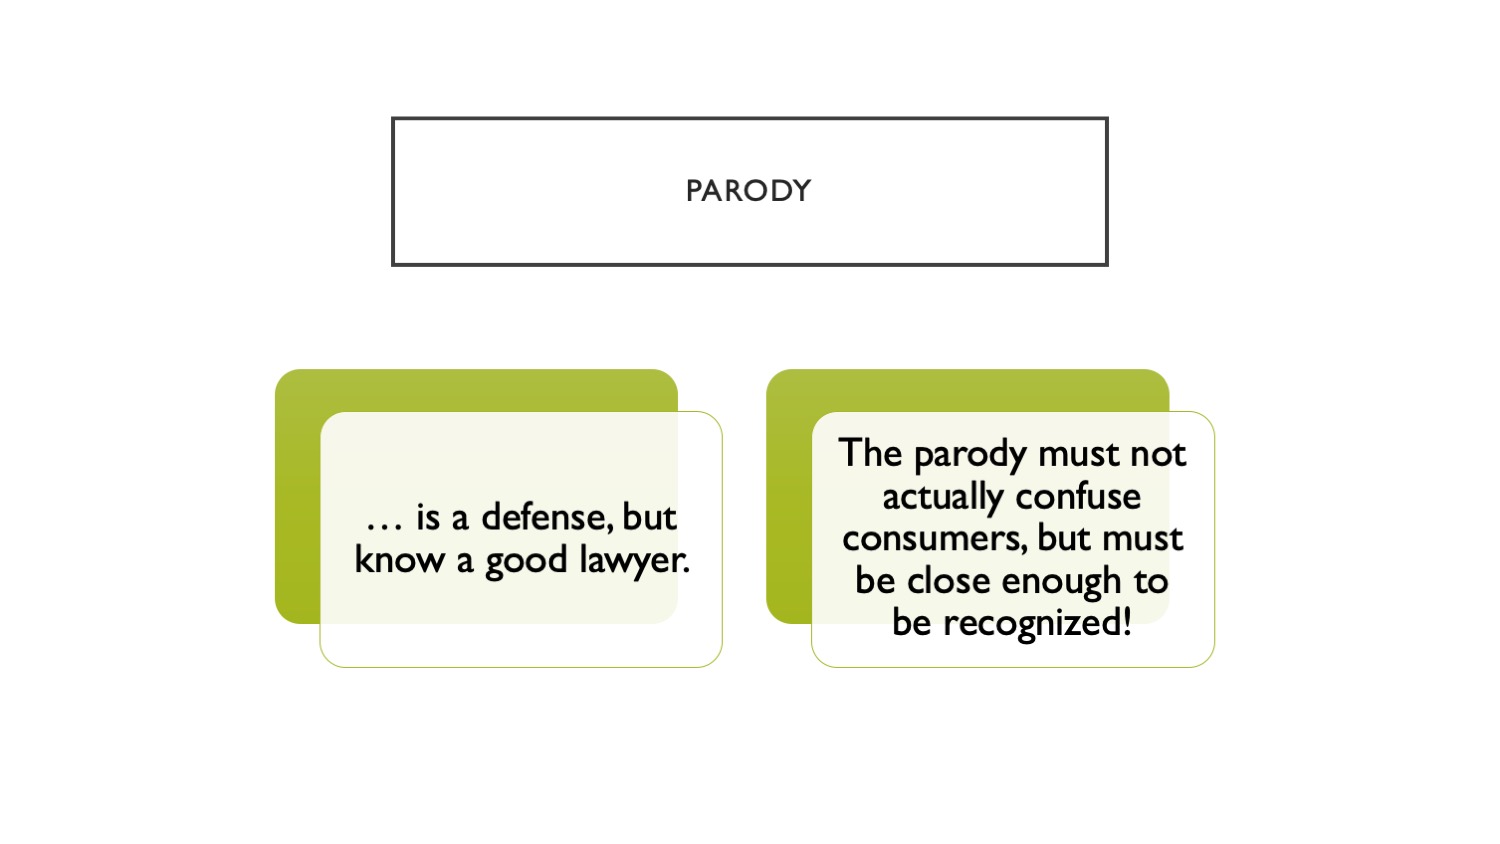 PARODY
… is a defense, but
know a good lawyer.
The parody must not
actually confuse
consumers, but must
be close enough to
be recognized!